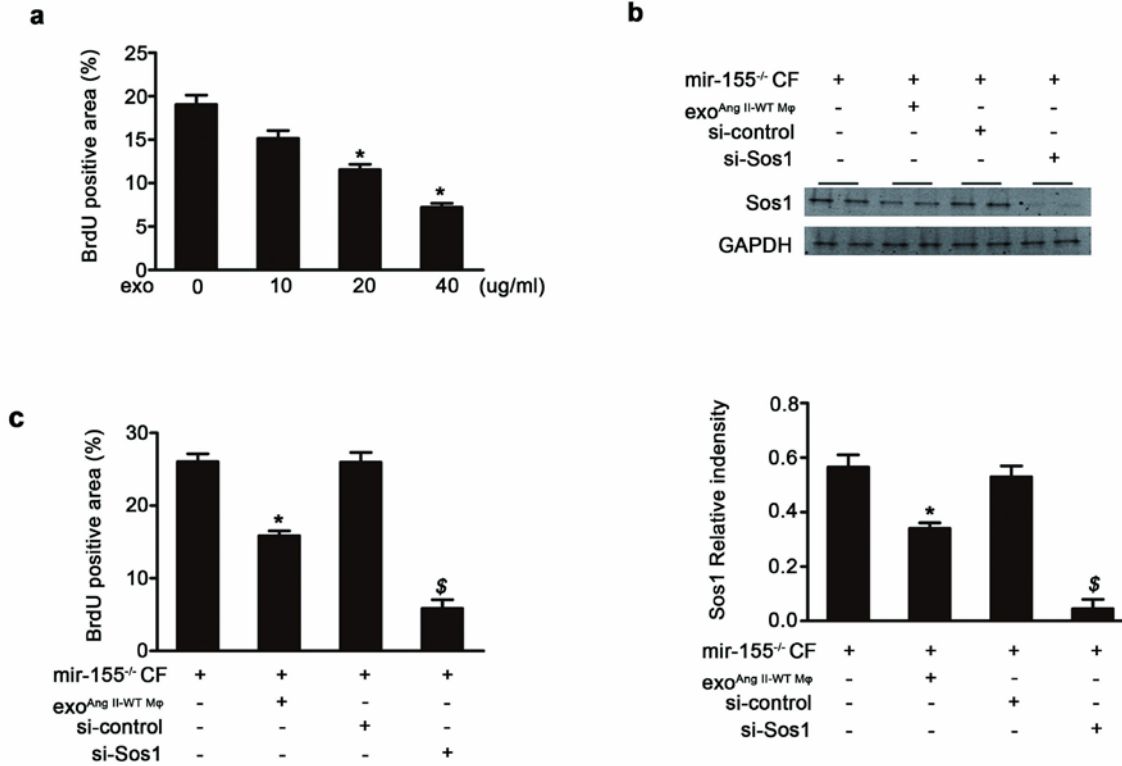 a
BrdU positive area (%)
25
20
15
10
5
0
*
*
exo 0 10 20 40 (ug/ml)
b
mir-155-/- CF + + + +
exoAng II-WT Mφ - + - -
si-control - - + -
si-Sos1 - - - +
Sos1
GAPDH
c
BrdU positive area (%)
30
20
10
0
*
$
mir-155-/- CF + + + +
exoAng II-WT Mφ - + - -
si-control - - + -
si-Sos1 - - - +
Sos1 Relative indensity
0.8
0.6
0.4
0.2
0.0
*
$
mir-155-/- CF + + + +
exoAng II-WT Mφ - + - -
si-control - - + -
si-Sos1 - - - +